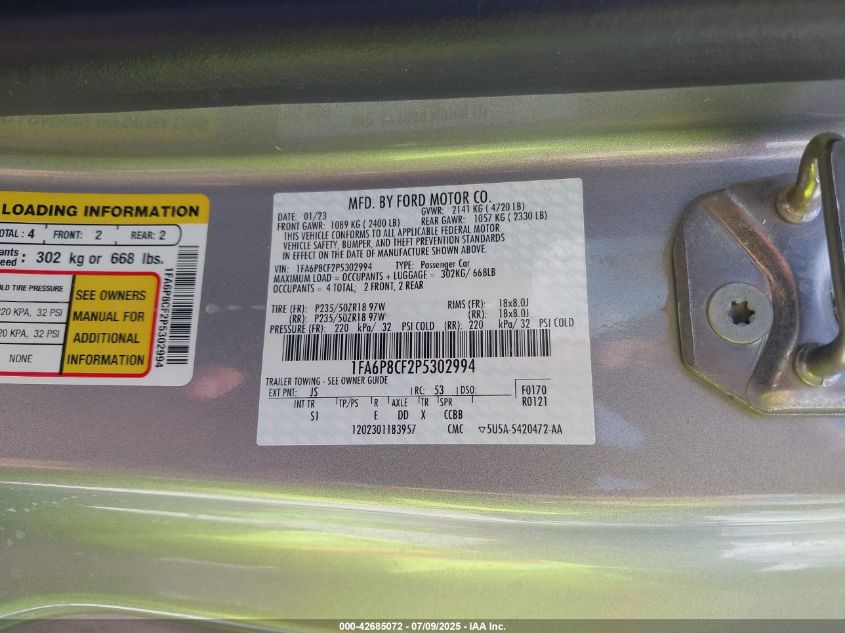 LOADING INFORMATION
OTAL : 4 FRONT: 2 REAR: 2
302 kg or 668 lbs.
LD TIRE PRESSURE
20 KPA, 32 PSI
20 KPA, 32 PSI
NONE
SEE OWNERS
MANUAL FOR
ADDITIONAL
INFORMATION
1FA6P8CF2P5302994
MFD. BY FORD MOTOR CO.
DATE: 01/23 GVWR: 2141 KG ( 4720 LB)
FRONT GAWR: 1089 KG ( 2400 LB) REAR GAWR: 1057 KG ( 2330 LB)
THIS VEHICLE CONFORMS TO ALL APPLICABLE FEDERAL MOTOR
VEHICLE SAFETY, BUMPER, AND THEFT PREVENTION STANDARDS
IN EFFECT ON THE DATE OF MANUFACTURE SHOWN ABOVE.
VIN: 1FA6P8CF2P5302994 TYPE: Passenger Car
MAXIMUM LOAD = OCCUPANTS + LUGGAGE = 302KG/ 668LB
OCCUPANTS = 4 TOTAL; 2 FRONT, 2 REAR
TIRE (FR): P235/50ZR18 97W RIMS (FR): 18x8.0J
(RR): P235/50ZR18 97W (RR): 18x8.0J
PRESSURE (FR): 220 kPa/ 32 PSI COLD (RR): 220 kPa/ 32 PSI COLD
1FA6P8CF2P5302994
TRAILER TOWING - SEE OWNER GUIDE
EXT PNT: JS RC: 53 DSO: F0170
INT TR TP/PS R AXLE TR SPR R0121
SI E DD X CCBB
1202301183957 CMC ▽5U5A-5420472-AA
000-42685072 - 07/09/2025 - IAA Inc.